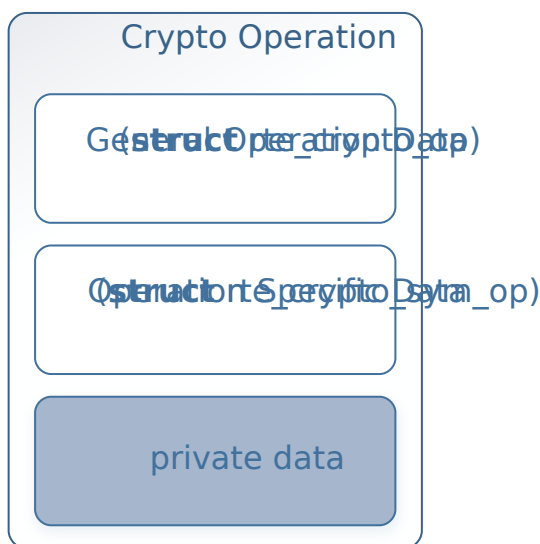 Crypto Operation
General Operation Data
(struct rte_crypto_op)
Operation Specific Data
(struct rte_crypto_sym_op)
private data